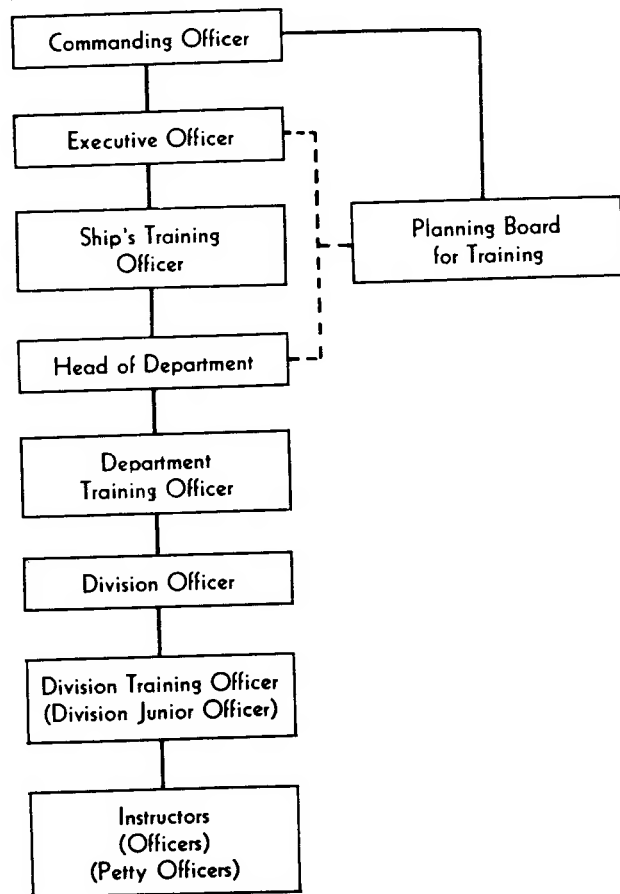 Commanding Officer
Executive Officer
Ship's Training
Officer
Planning Board
for Training
Head of Department
Department
Training Officer
Division Officer
Division Training Officer
(Division Junior Officer)
Instructors
(Officers)
(Petty Officers)